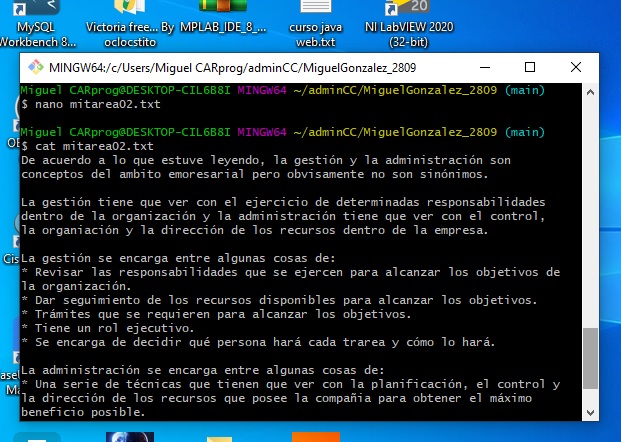 MySQL
Workbench 8...
Victoria free... By
oclocstito
MPLAB_IDE_8_...
curso java
web.txt
20
NI LabVIEW 2020
(32-bit)
MINGW64:/c/Users/Miguel CARprog/adminCC/MiguelGonzalez_2809
Miguel CARprog@DESKTOP-CIL6B8I MINGW64 ~/adminCC/MiguelGonzalez_2809 (main)
$ nano mitarea02.txt
Miguel CARprog@DESKTOP-CIL6B8I MINGW64 ~/adminCC/MiguelGonzalez_2809 (main)
$ cat mitarea02.txt
De acuerdo a lo que estuve leyendo, la gestión y la administración son
conceptos del ambito emoresarial pero obviamente no son sinónimos.
La gestión tiene que ver con el ejercicio de determinadas responsabilidades
dentro de la organización y la administración tiene que ver con el control,
la organiación y la dirección de los recursos dentro de la empresa.
La gestión se encarga entre algunas cosas de:
* Revisar las responsabilidades que se ejercen para alcanzar los objetivos de
la organización.
* Dar seguimiento de los recursos disponibles para alcanzar los objetivos.
* Trámites que se requieren para alcanzar los objetivos.
* Tiene un rol ejecutivo.
* Se encarga de decidir qué persona hará cada trarea y cómo lo hará.
La administración se encarga entre algunas cosas de:
* Una serie de técnicas que tienen que ver con la planificación, el control y
la dirección de los recursos que posee la compañia para obtener el máximo
beneficio posible.